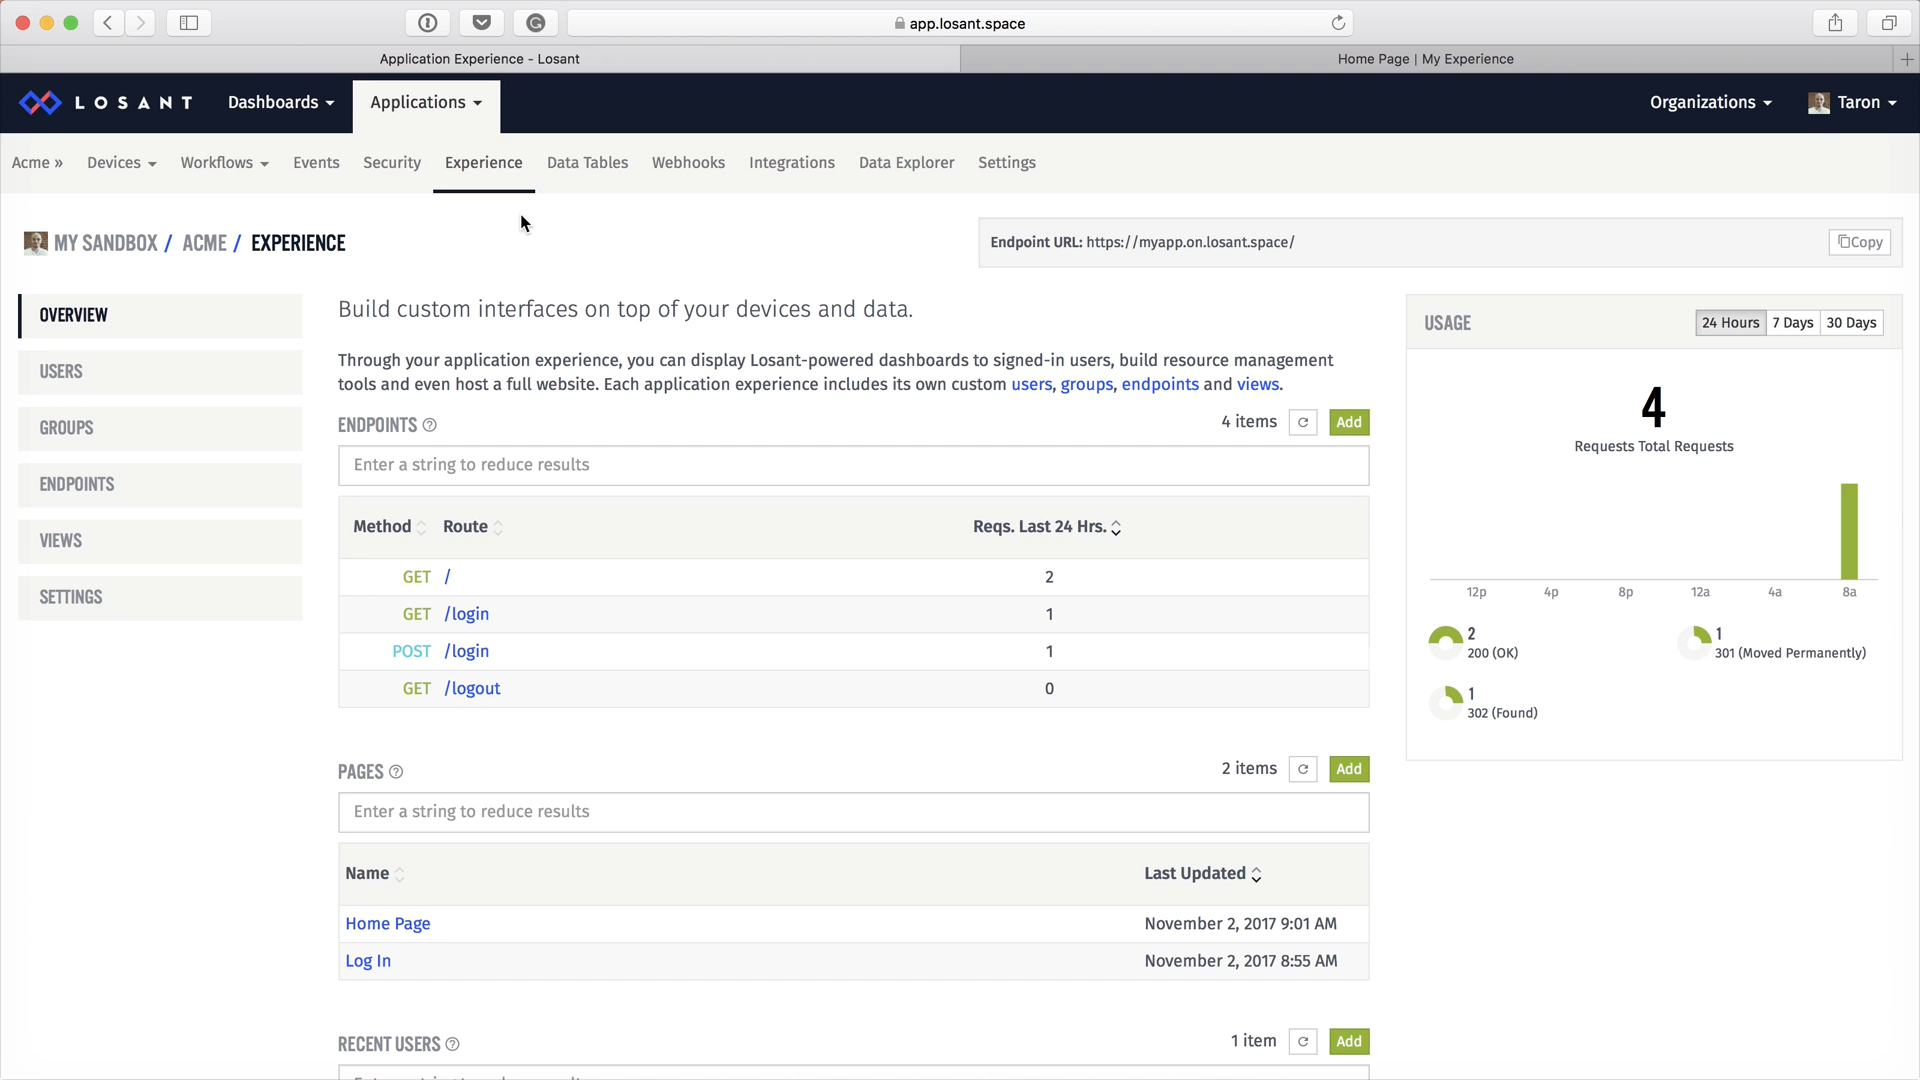 app.losant.space
Application Experience - Losant
Home Page | My Experience
LOSANT
Dashboards
Applications
Organizations
Taron
Acme »
Devices
Workflows
Events
Security
Experience
Data Tables
Webhooks
Integrations
Data Explorer
Settings
MY SANDBOX / ACME / EXPERIENCE
Endpoint URL: https://myapp.on.losant.space/
Copy
OVERVIEW
USERS
GROUPS
ENDPOINTS
VIEWS
SETTINGS
Build custom interfaces on top of your devices and data.
Through your application experience, you can display Losant-powered dashboards to signed-in users, build resource management
tools and even host a full website. Each application experience includes its own custom users, groups, endpoints and views.
ENDPOINTS
4 items
Add
Enter a string to reduce results
Method Route Reqs. Last 24 Hrs.
GET / 2
GET /login 1
POST /login 1
GET /logout 0
PAGES
2 items
Add
Enter a string to reduce results
Name Last Updated
Home Page November 2, 2017 9:01 AM
Log In November 2, 2017 8:55 AM
RECENT USERS
1 item
Add
USAGE
24 Hours 7 Days 30 Days
4
Requests Total Requests
12p 4p 8p 12a 4a 8a
2
200 (OK)
1
301 (Moved Permanently)
1
302 (Found)